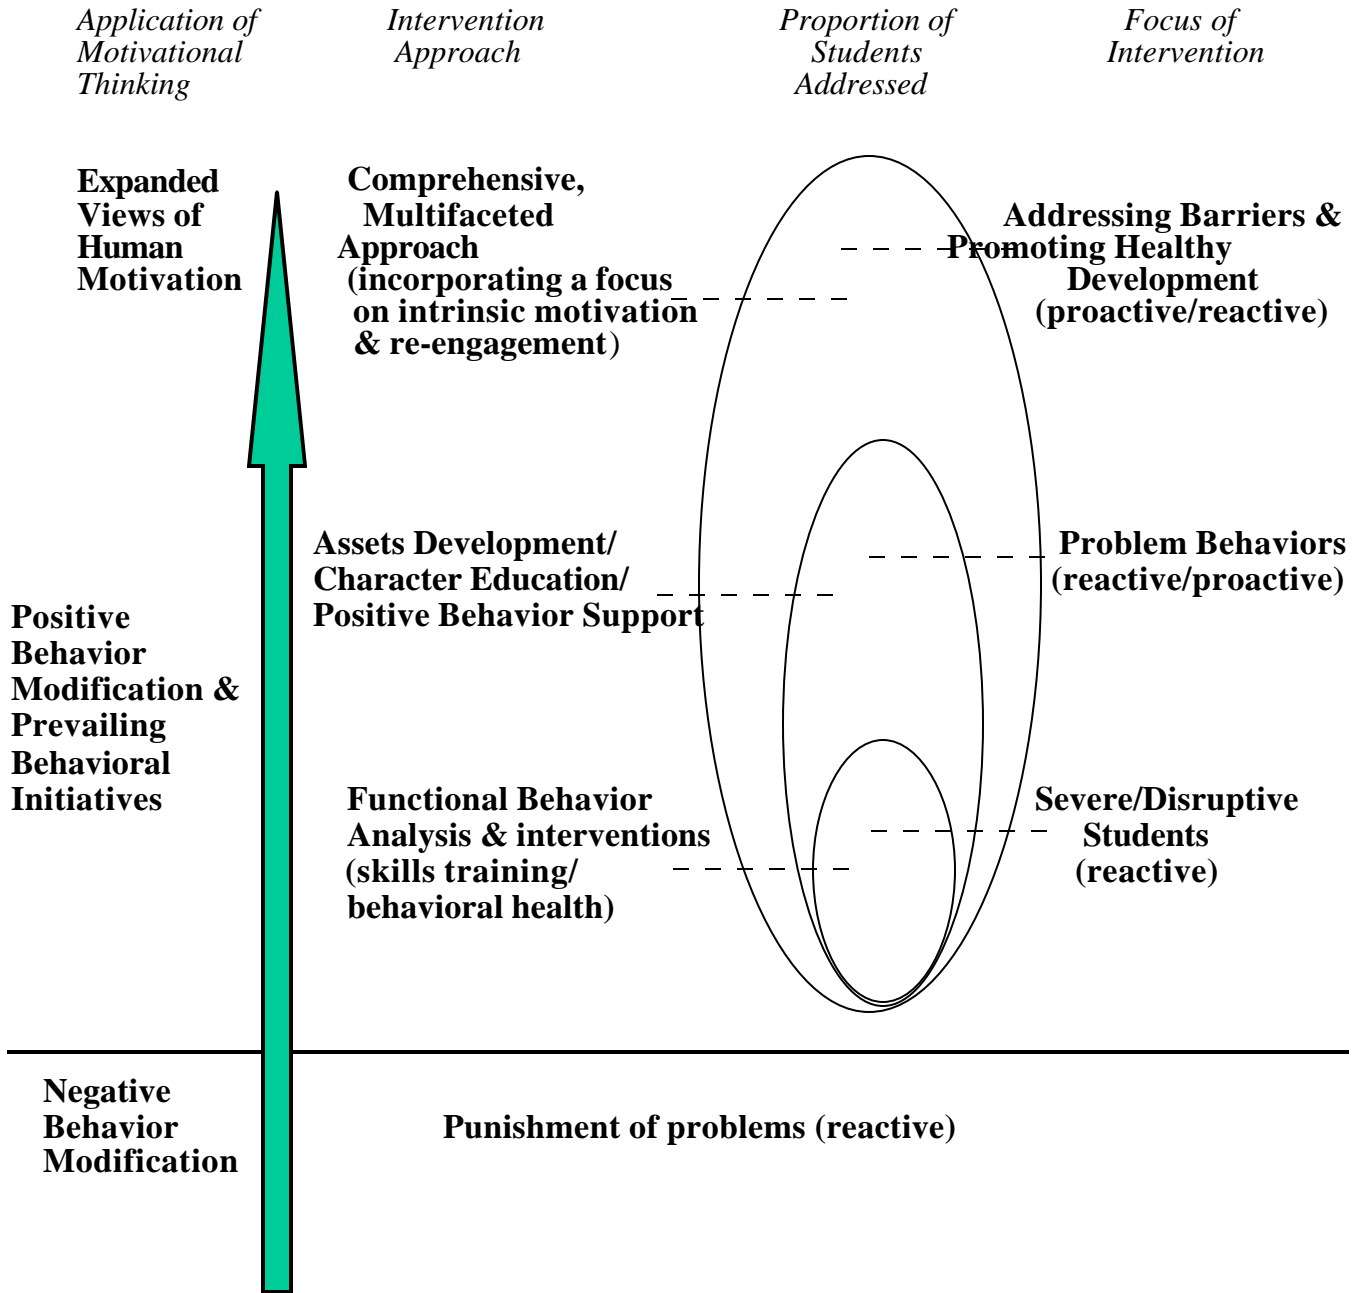 Application of
Motivational
Thinking
Intervention
Approach
Proportion of
Students
Addressed
Focus of
Intervention
Expanded
Views of
Human
Motivation
Comprehensive,
Multifaceted
Approach
(incorporating a focus
on intrinsic motivation
& re-engagement)
Addressing Barriers &
Promoting Healthy
Development
(proactive/reactive)
Positive
Behavior
Modification &
Prevailing
Behavioral
Initiatives
Assets Development/
Character Education/
Positive Behavior Support
Problem Behaviors
(reactive/proactive)
Functional Behavior
Analysis & interventions
(skills training/
behavioral health)
Severe/Disruptive
Students
(reactive)
Negative
Behavior
Modification
Punishment of problems (reactive)